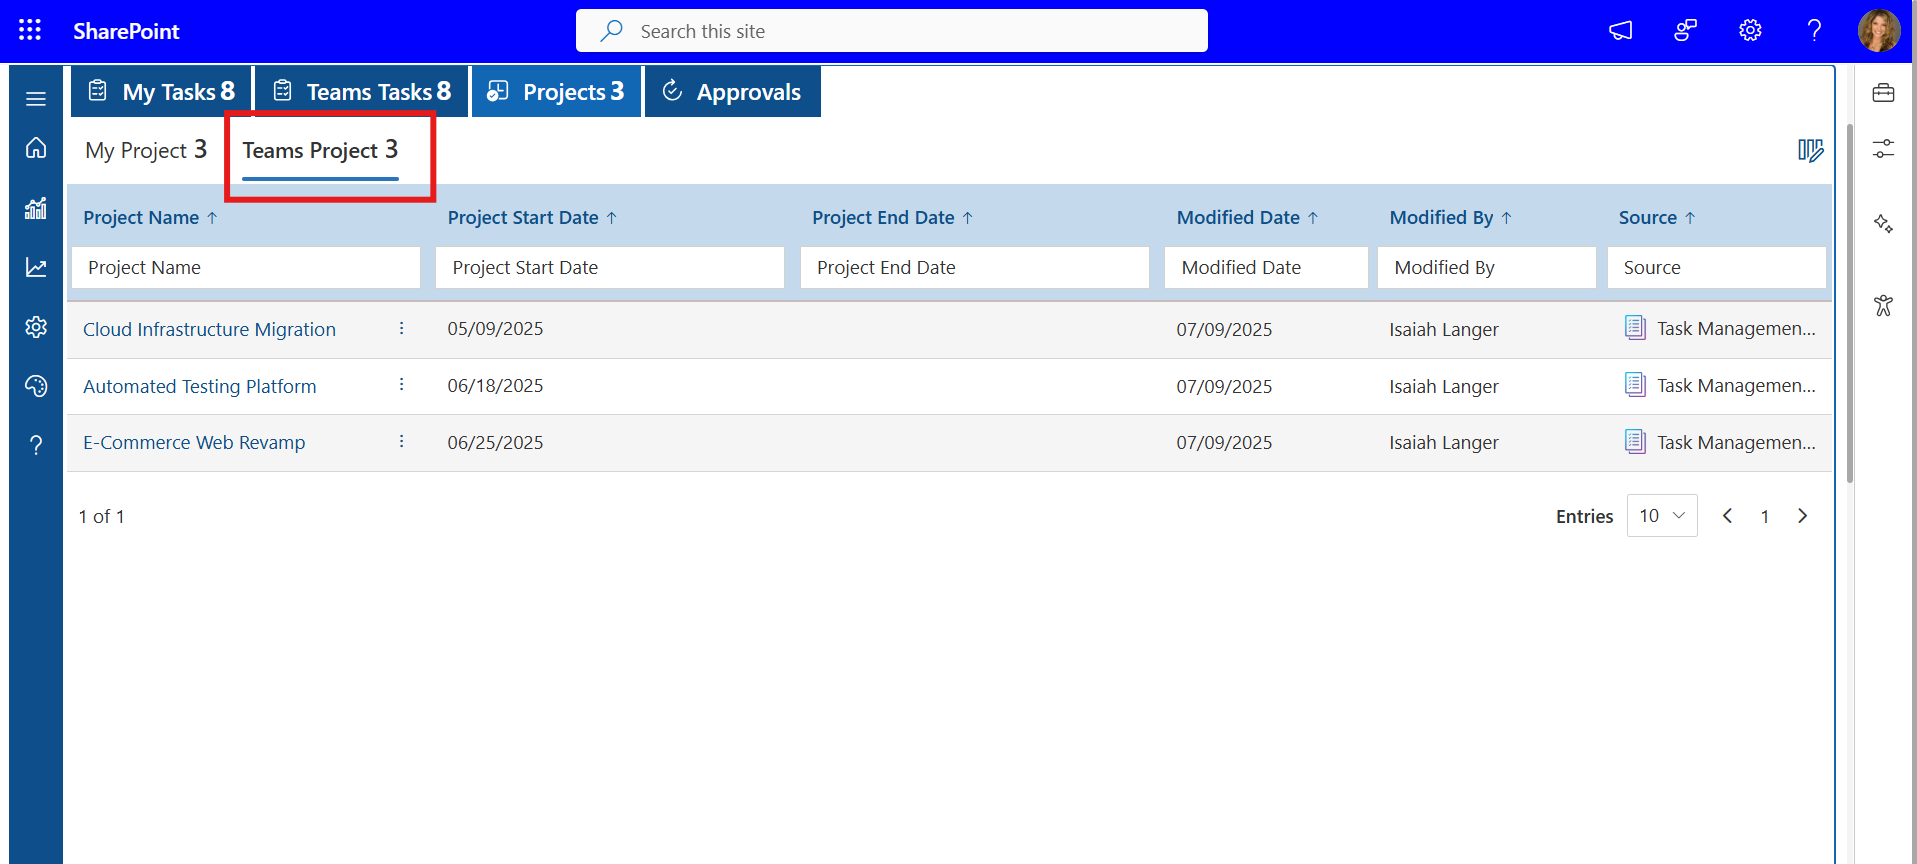 SharePoint
Search this site
My Tasks 8
Teams Tasks 8
Projects 3
Approvals
My Project 3
Teams Project 3
Project Name ↑ Project Start Date ↑ Project End Date ↑ Modified Date ↑ Modified By ↑ Source ↑
Project Name Project Start Date Project End Date Modified Date Modified By Source
Cloud Infrastructure Migration 05/09/2025 07/09/2025 Isaiah Langer Task Managemen...
Automated Testing Platform 06/18/2025 07/09/2025 Isaiah Langer Task Managemen...
E-Commerce Web Revamp 06/25/2025 07/09/2025 Isaiah Langer Task Managemen...
1 of 1
Entries 10 1